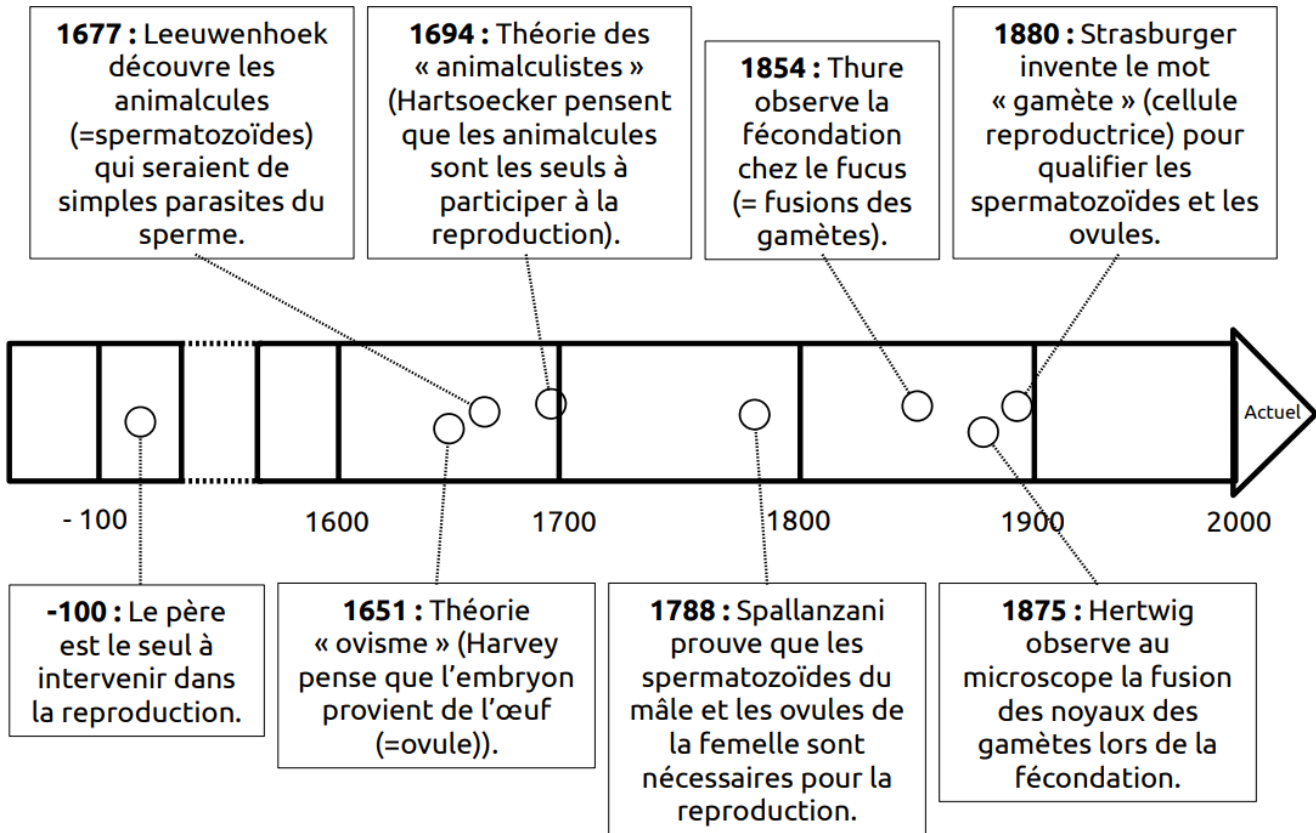 1677 : Leeuwenhoek
découvre les
animalcules
(=spermatozoïdes)
qui seraient de
simples parasites du
sperme.
1694 : Théorie des
« animalculistes »
(Hartsoecker pensent
que les animalcules
sont les seuls à
participer à la
reproduction).
1854 : Thure
observe la
fécondation
chez le fucus
(= fusions des
gamètes).
1880 : Strasburger
invente le mot
« gamète » (cellule
reproductrice) pour
qualifier les
spermatozoïdes et les
ovules.
Actuel
- 100
1600
1700
1800
1900
2000
-100 : Le père
est le seul à
intervenir dans
la reproduction.
1651 : Théorie
« ovisme » (Harvey
pense que l’embryon
provient de l’œuf
(=ovule)).
1788 : Spallanzani
prouve que les
spermatozoïdes du
mâle et les ovules de
la femelle sont
nécessaires pour la
reproduction.
1875 : Hertwig
observe au
microscope la fusion
des noyaux des
gamètes lors de la
fécondation.